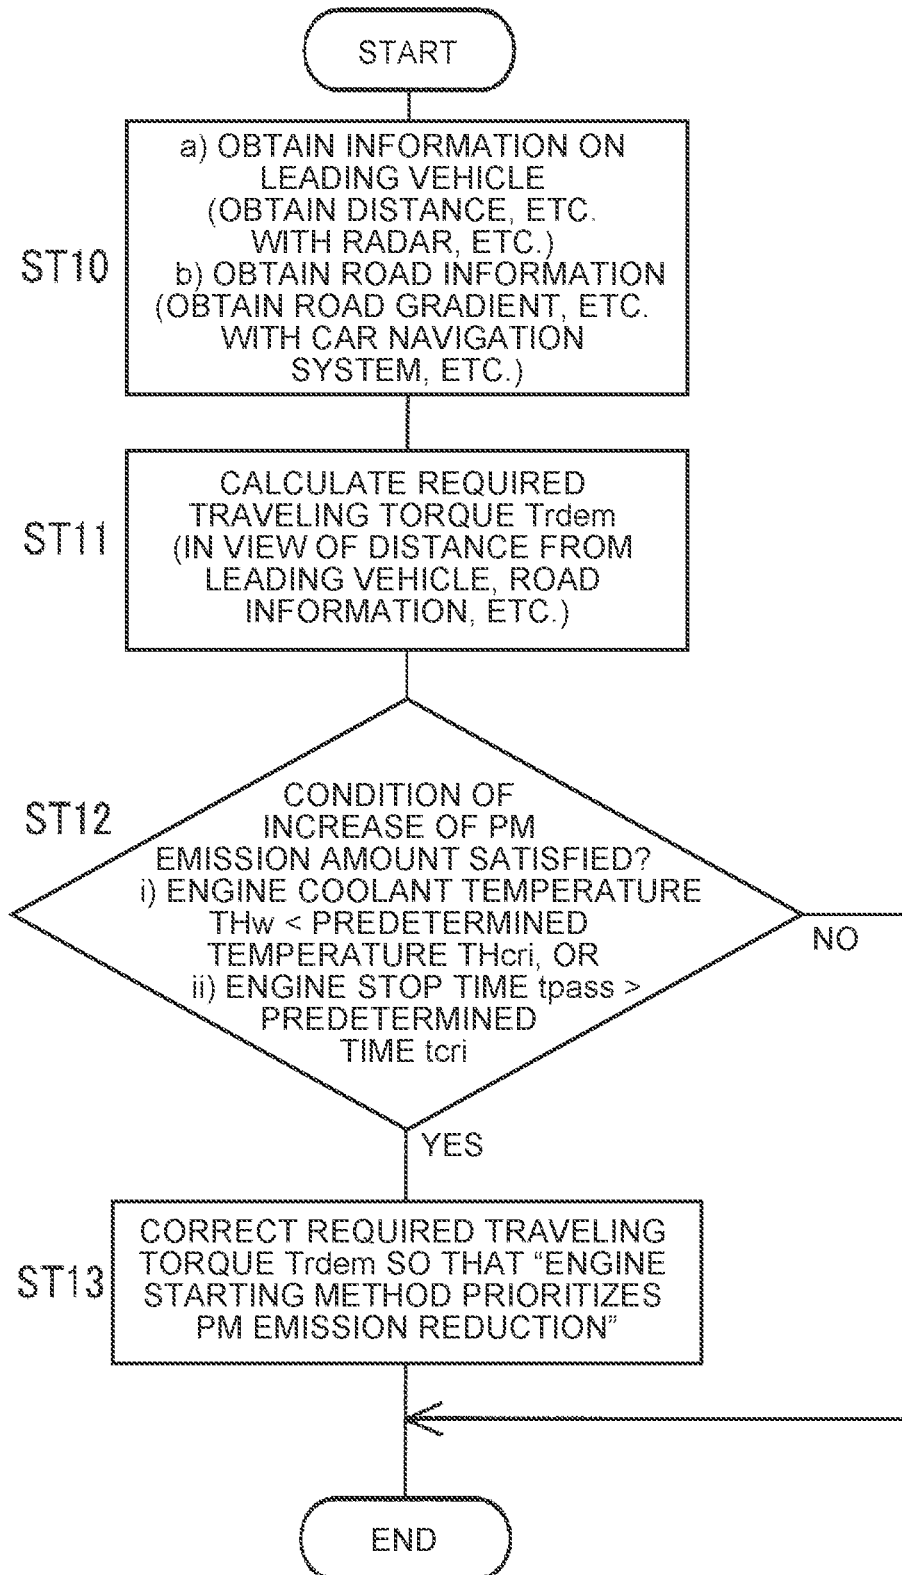 START
a) OBTAIN INFORMATION ON
LEADING VEHICLE
(OBTAIN DISTANCE, ETC.
WITH RADAR, ETC.)
b) OBTAIN ROAD INFORMATION
(OBTAIN ROAD GRADIENT, ETC.
WITH CAR NAVIGATION
SYSTEM, ETC.)
ST10
CALCULATE REQUIRED
TRAVELING TORQUE Trdem
(IN VIEW OF DISTANCE FROM
LEADING VEHICLE, ROAD
INFORMATION, ETC.)
ST11
ST12
CONDITION OF
INCREASE OF PM
EMISSION AMOUNT SATISFIED?
i) ENGINE COOLANT TEMPERATURE
THw < PREDETERMINED
TEMPERATURE THcri, OR
ii) ENGINE STOP TIME tpass >
PREDETERMINED
TIME tcri
NO
YES
ST13
CORRECT REQUIRED TRAVELING
TORQUE Trdem SO THAT “ENGINE
STARTING METHOD PRIORITIZES
PM EMISSION REDUCTION”
END